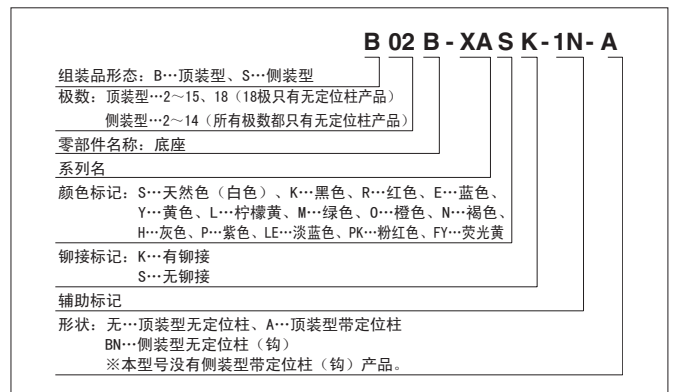 B 02 B - XA S K - 1N - A
组装品形态：B…顶装型、S…侧装型
极数：顶装型…2～15、18（18极只有无定位柱产品）
侧装型…2～14（所有极数都只有无定位柱产品）
零部件名称：底座
系列名
颜色标记：S…天然色（白色）、K…黑色、R…红色、E…蓝色、
Y…黄色、L…柠檬黄、M…绿色、O…橙色、N…褐色、
H…灰色、P…紫色、LE…淡蓝色、PK…粉红色、FY…荧光黄
铆接标记：K…有铆接
S…无铆接
辅助标记
形状：无…顶装型无定位柱、A…顶装型带定位柱
BN…侧装型无定位柱（钩）
※本型号没有侧装型带定位柱（钩）产品。